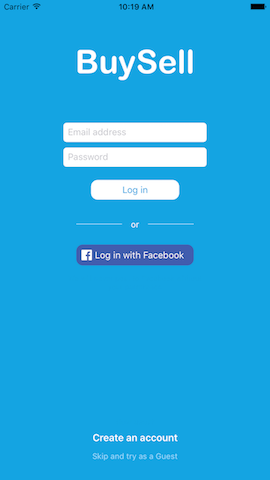 Carrier 10:19 AM
BuySell
Email address
Password
Log in
or
Log in with Facebook
Create an account
Skip and try as a Guest